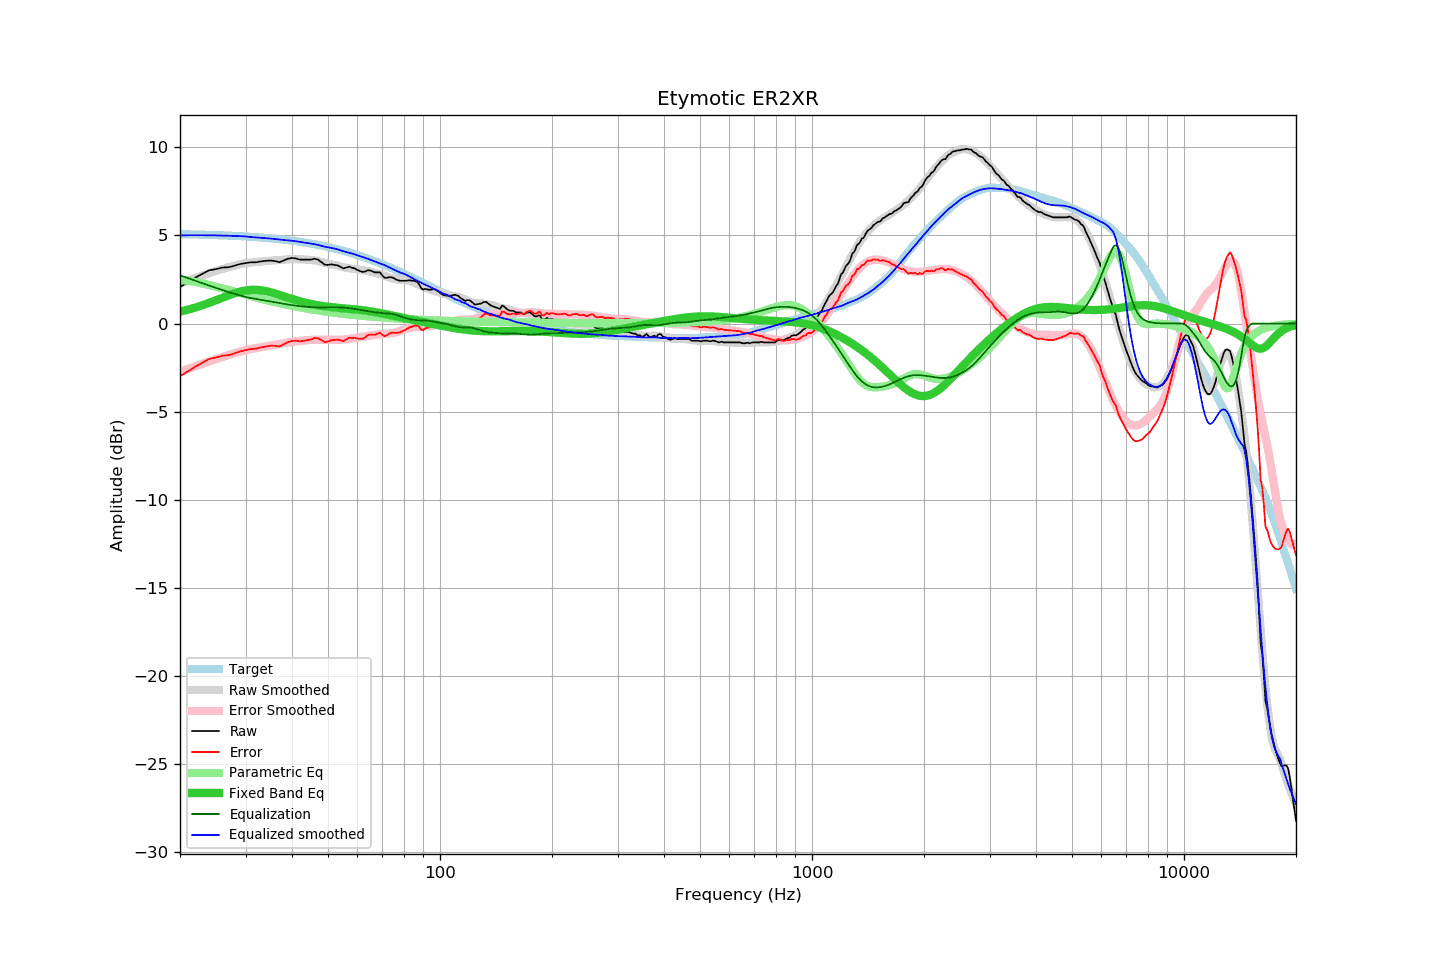 Etymotic ER2XR
10
5
0
−5
−10
−15
−20
−25
−30
Amplitude (dBr)
Target
Raw Smoothed
Error Smoothed
Raw
Error
Parametric Eq
Fixed Band Eq
Equalization
Equalized smoothed
100
1000
10000
Frequency (Hz)